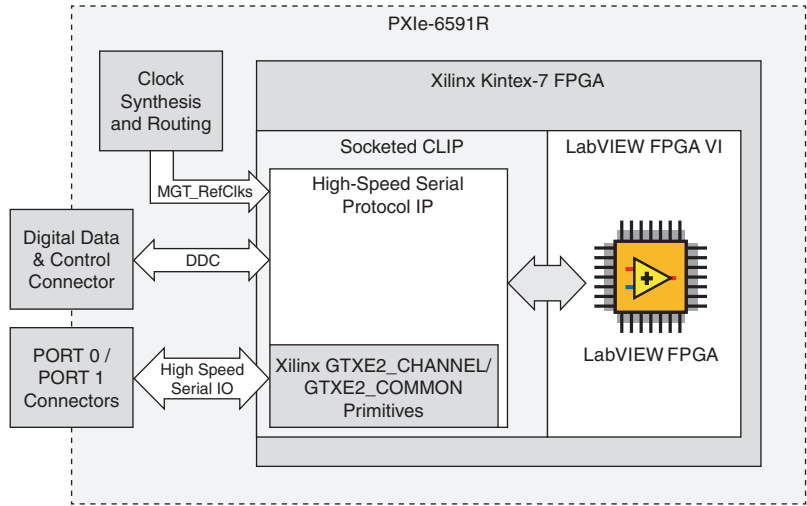 PXIe-6591R
Clock
Synthesis
and Routing
Xilinx Kintex-7 FPGA
Socketed CLIP
LabVIEW FPGA VI
MGT_RefClks
High-Speed Serial
Protocol IP
Digital Data
& Control
Connector
DDC
LabVIEW FPGA
PORT 0 /
PORT 1
Connectors
High Speed
Serial IO
Xilinx GTXE2_CHANNEL/
GTXE2_COMMON
Primitives